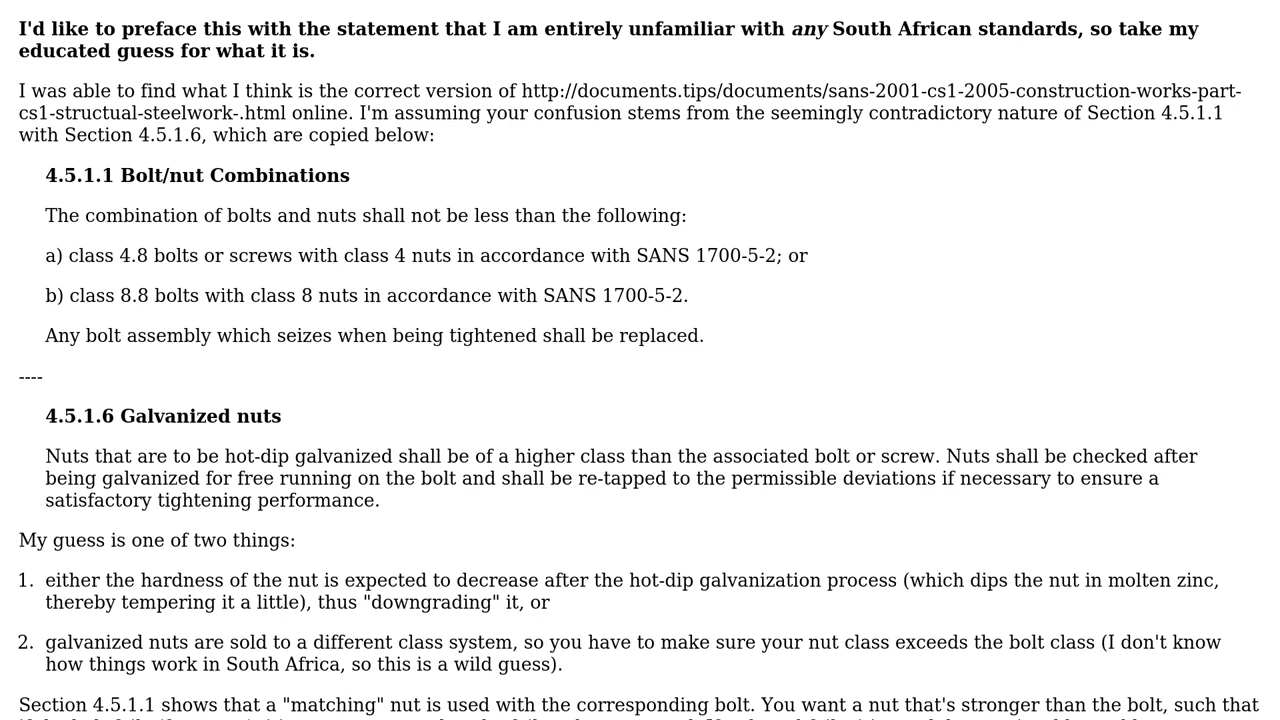 I'd like to preface this with the statement that I am entirely unfamiliar with any South African standards, so take my
educated guess for what it is.
I was able to find what I think is the correct version of http://documents.tips/documents/sans-2001-cs1-2005-construction-works-part-
cs1-structual-steelwork-.html online. I'm assuming your confusion stems from the seemingly contradictory nature of Section 4.5.1.1
with Section 4.5.1.6, which are copied below:
4.5.1.1 Bolt/nut Combinations
The combination of bolts and nuts shall not be less than the following:
a) class 4.8 bolts or screws with class 4 nuts in accordance with SANS 1700-5-2; or
b) class 8.8 bolts with class 8 nuts in accordance with SANS 1700-5-2.
Any bolt assembly which seizes when being tightened shall be replaced.
----
4.5.1.6 Galvanized nuts
Nuts that are to be hot-dip galvanized shall be of a higher class than the associated bolt or screw. Nuts shall be checked after
being galvanized for free running on the bolt and shall be re-tapped to the permissible deviations if necessary to ensure a
satisfactory tightening performance.
My guess is one of two things:
1. either the hardness of the nut is expected to decrease after the hot-dip galvanization process (which dips the nut in molten zinc,
thereby tempering it a little), thus "downgrading" it, or
2. galvanized nuts are sold to a different class system, so you have to make sure your nut class exceeds the bolt class (I don't know
how things work in South Africa, so this is a wild guess).
Section 4.5.1.1 shows that a "matching" nut is used with the corresponding bolt. You want a nut that's stronger than the bolt, such that